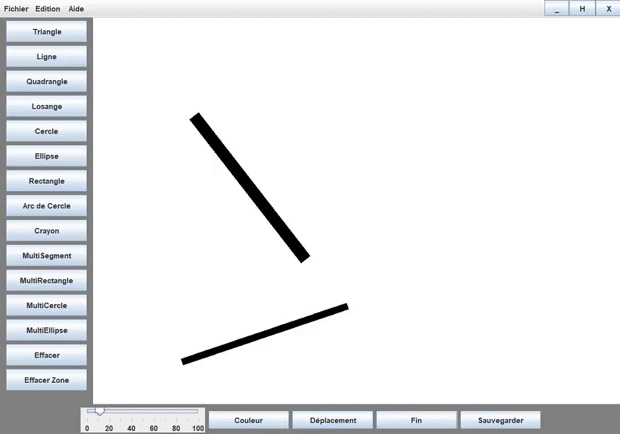 Fichier Edition Aide
_ H X
Triangle
Ligne
Quadrangle
Losange
Cercle
Ellipse
Rectangle
Arc de Cercle
Crayon
MultiSegment
MultiRectangle
MultiCercle
MultiEllipse
Effacer
Effacer Zone
0 20 40 60 80 100
Couleur Déplacement Fin Sauvegarder